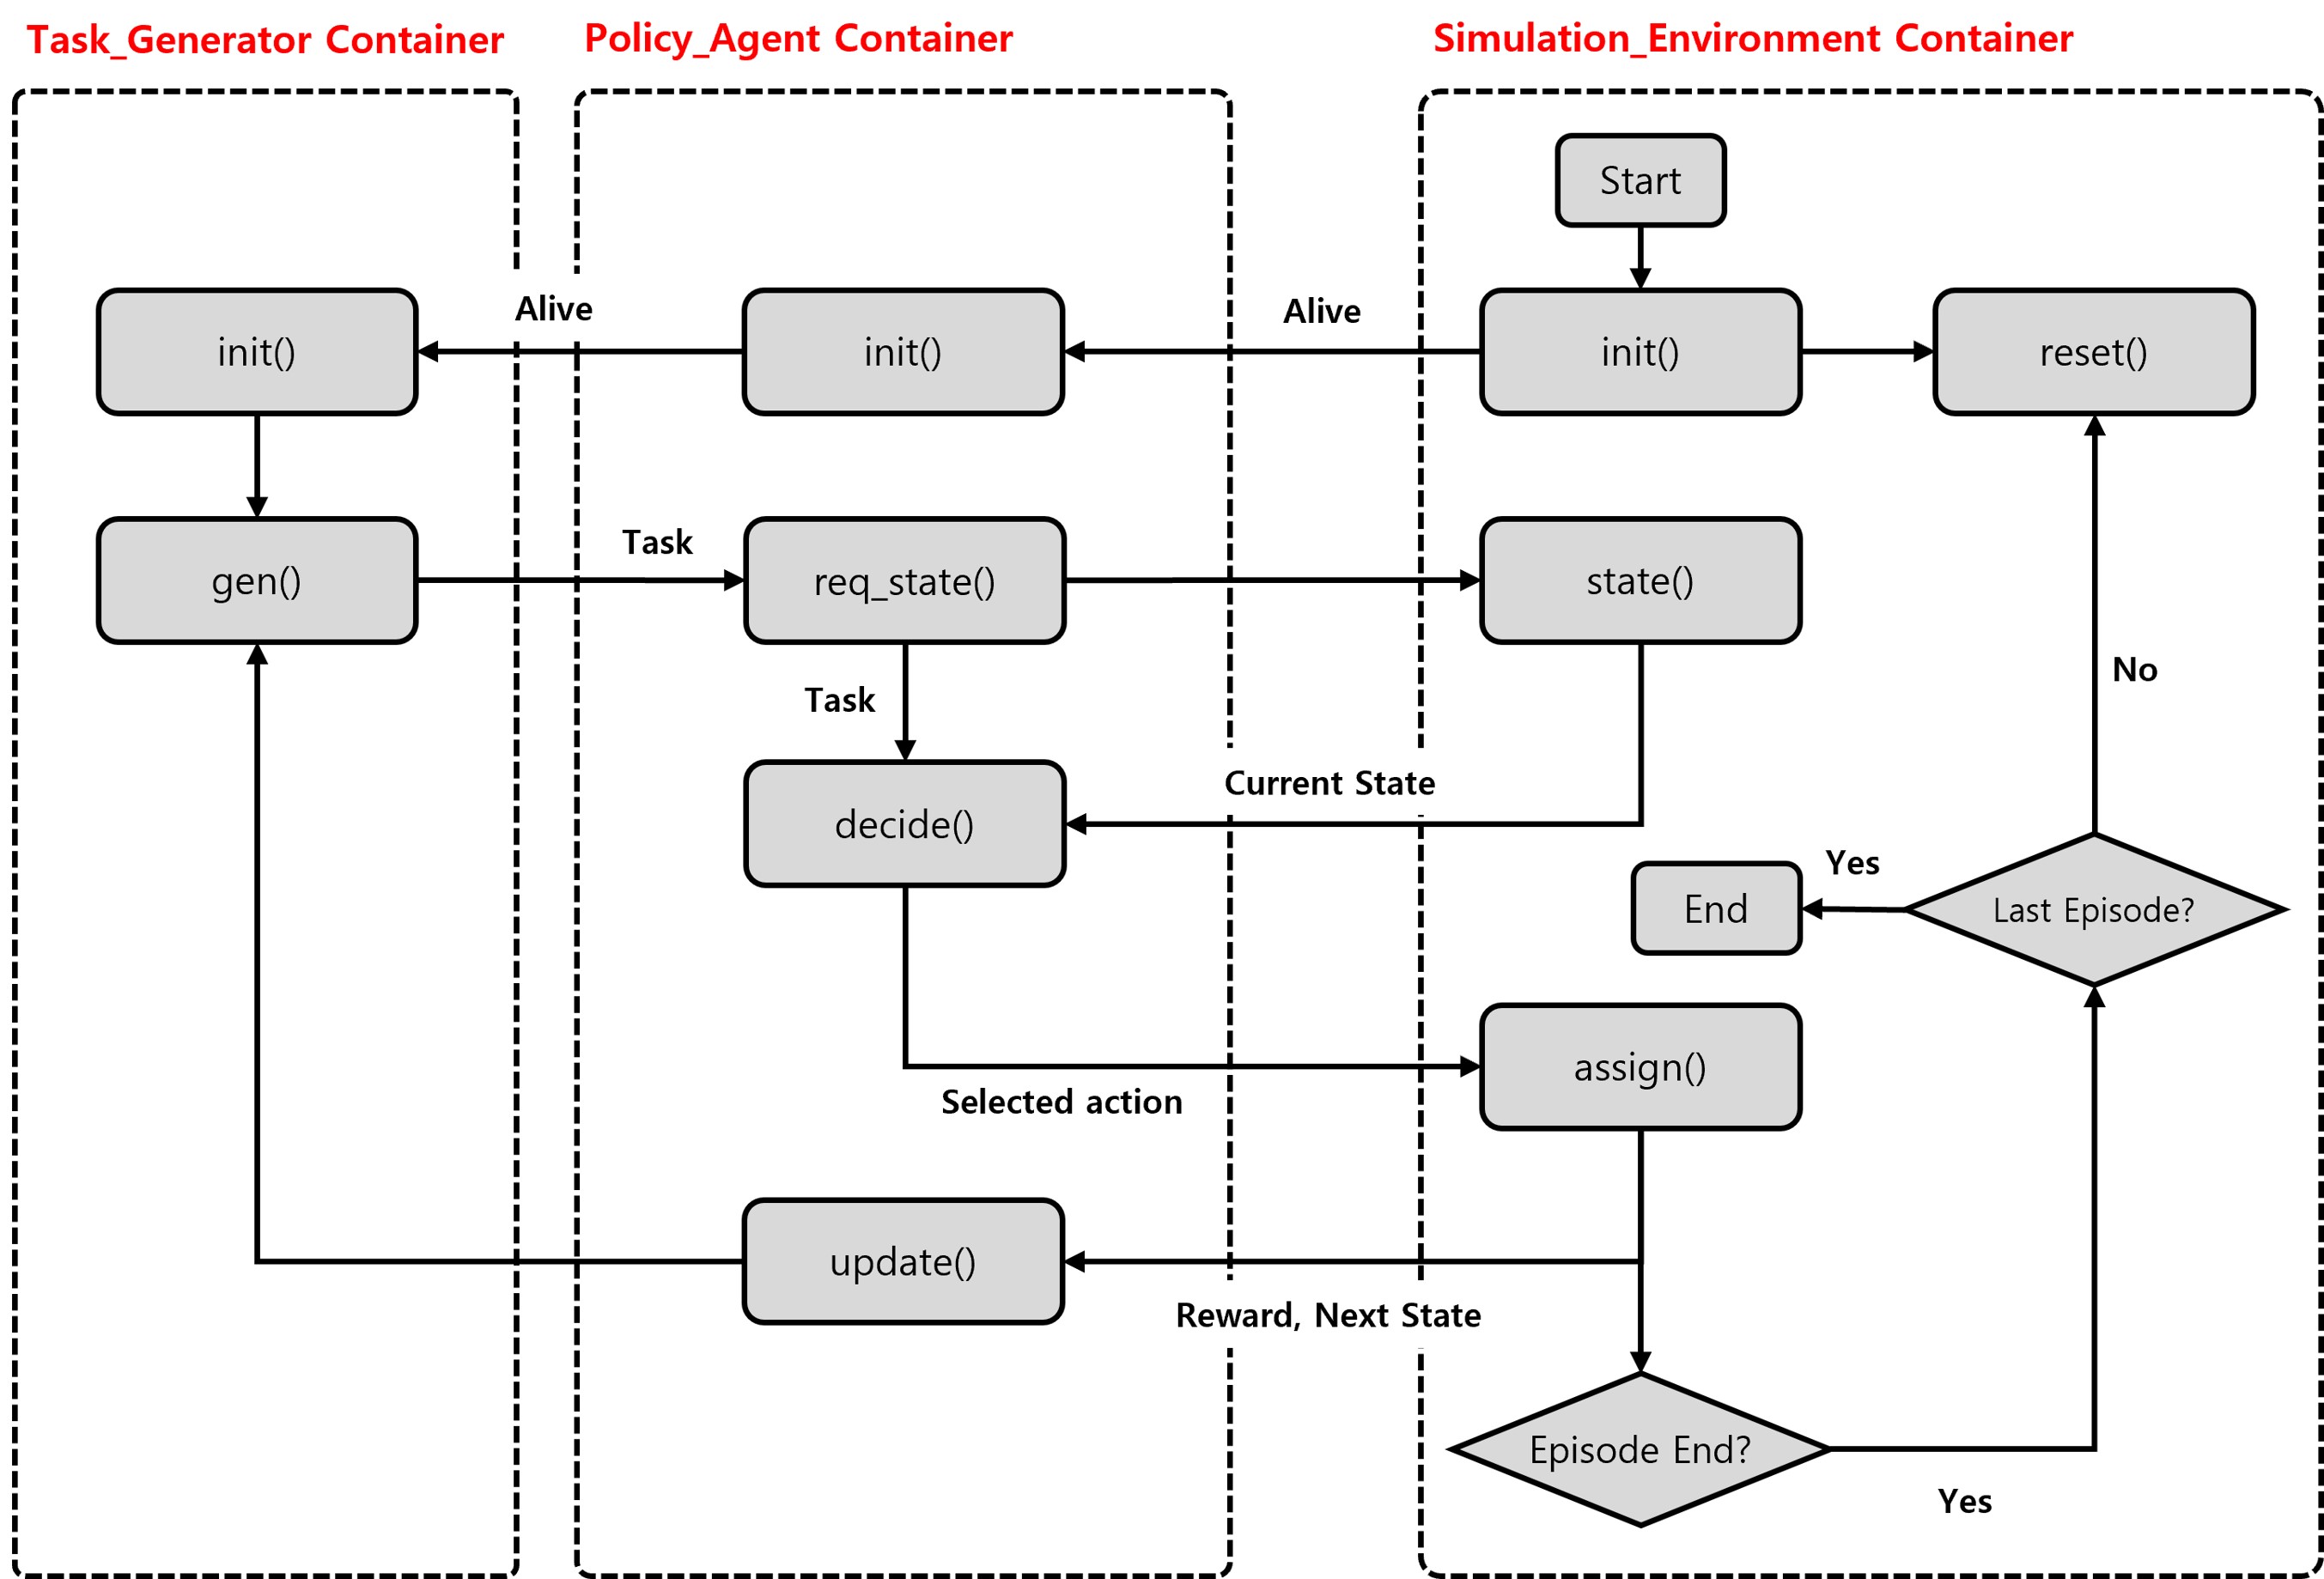 Task_Generator Container
Policy_Agent Container
Simulation_Environment Container
Start
init()
Alive
init()
Alive
init()
reset()
gen()
Task
req_state()
state()
Task
No
decide()
Current State
End
Yes
Last Episode?
assign()
Selected action
update()
Reward, Next State
Episode End?
Yes